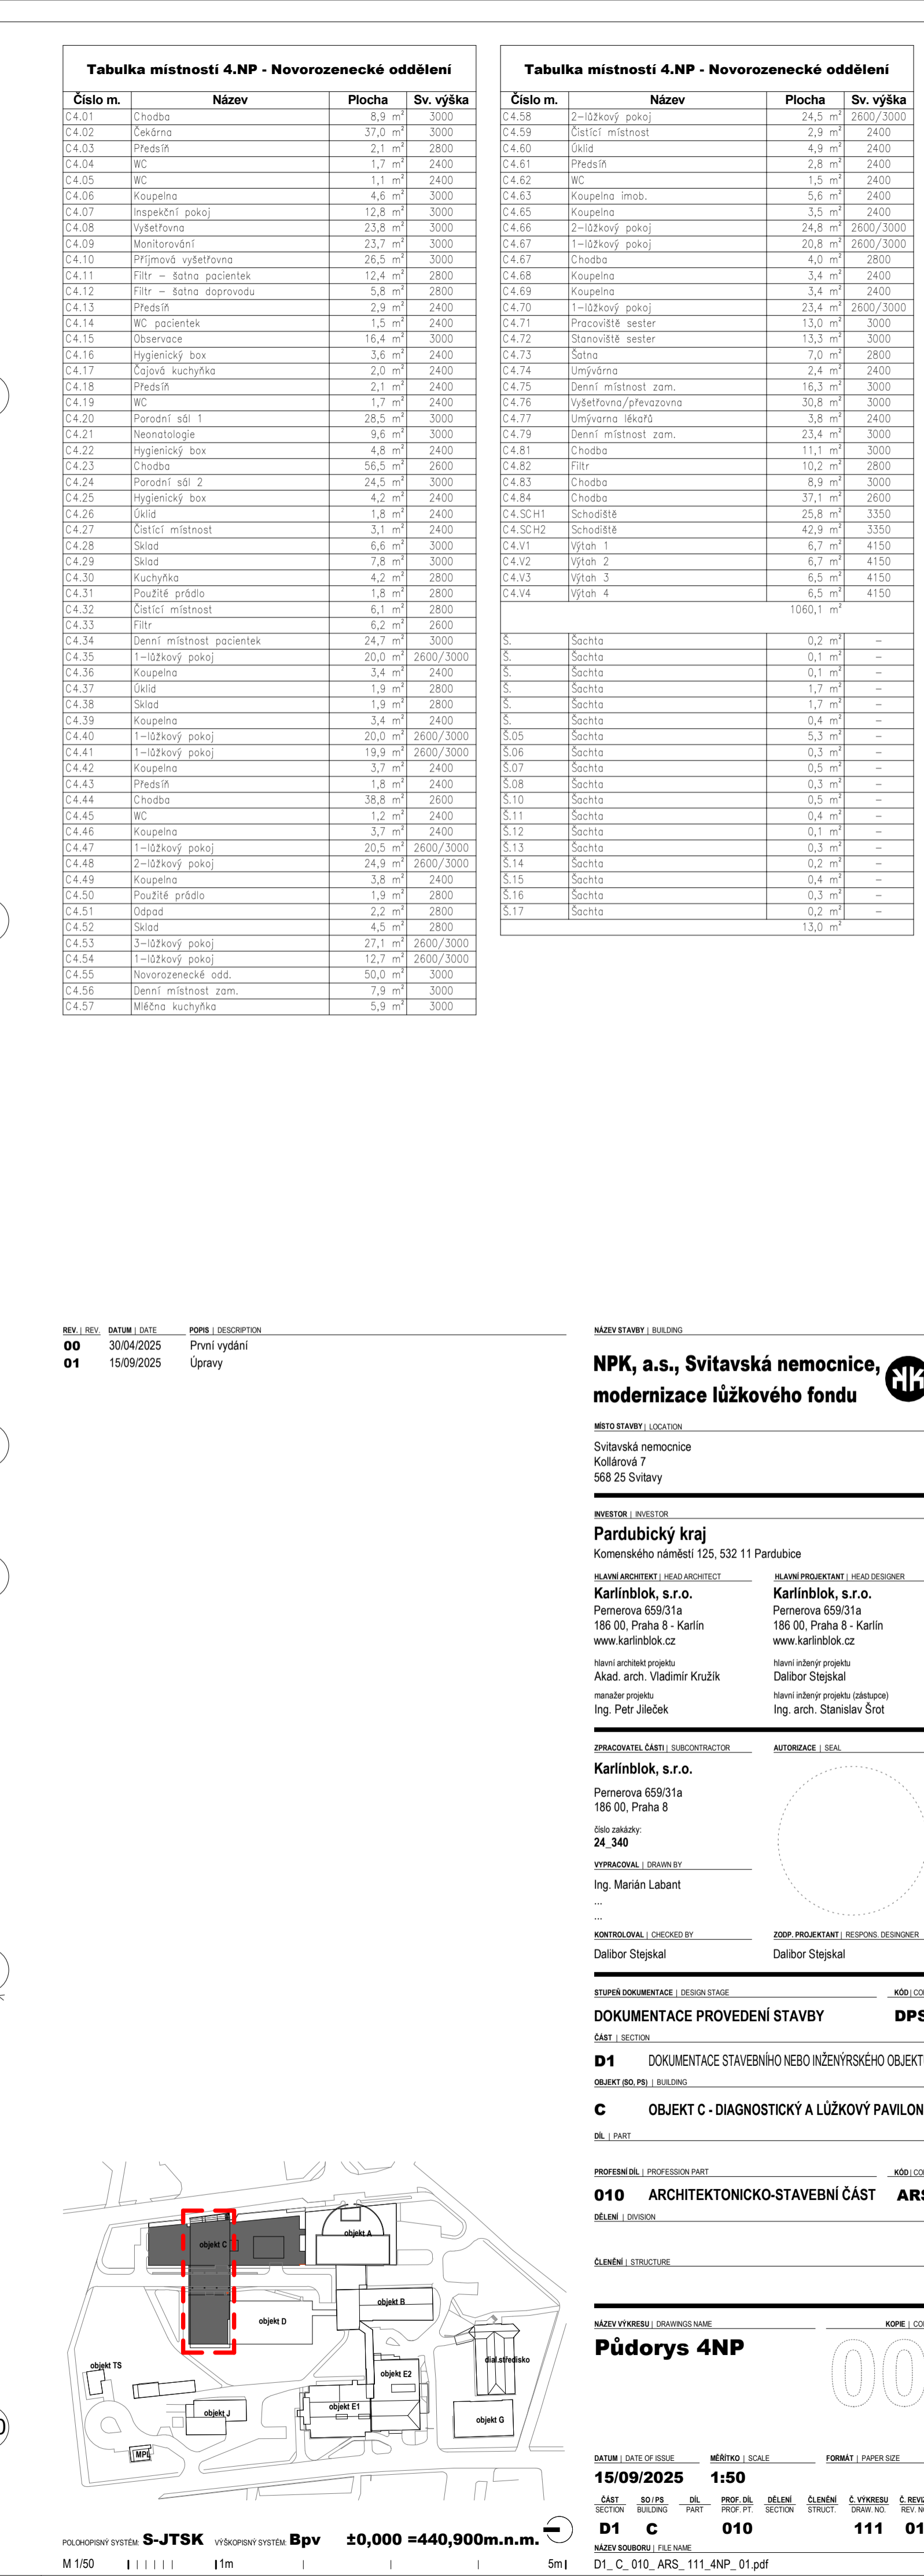 Tabulka místností 4.NP - Novorozenecké oddělení
Číslo m. Název Plocha Sv. výška
C4.01 Chodba 8,9 m² 3000
C4.02 Čekárna 37,0 m² 3000
C4.03 Předsíň 2,1 m² 2800
C4.04 WC 1,7 m² 2400
C4.05 WC 1,1 m² 2400
C4.06 Koupelna 4,6 m² 3000
C4.07 Inspekční pokoj 12,8 m² 3000
C4.08 Vyšetřovna 23,8 m² 3000
C4.09 Monitorování 23,7 m² 3000
C4.10 Příjmová vyšetřovna 26,5 m² 3000
C4.11 Filtr – šatna pacientek 12,4 m² 2800
C4.12 Filtr – šatna doprovodu 5,8 m² 2800
C4.13 Předsíň 2,9 m² 2400
C4.14 WC pacientek 1,5 m² 2400
C4.15 Observace 16,4 m² 3000
C4.16 Hygienický box 3,6 m² 2400
C4.17 Čajová kuchyňka 2,0 m² 2400
C4.18 Předsíň 2,1 m² 2400
C4.19 WC 1,7 m² 2400
C4.20 Porodní sál 1 28,5 m² 3000
C4.21 Neonatologie 9,6 m² 3000
C4.22 Hygienický box 4,8 m² 2400
C4.23 Chodba 56,5 m² 2600
C4.24 Porodní sál 2 24,5 m² 3000
C4.25 Hygienický box 4,2 m² 2400
C4.26 Úklid 1,8 m² 2400
C4.27 Čistící místnost 3,1 m² 2400
C4.28 Sklad 6,6 m² 3000
C4.29 Sklad 7,8 m² 3000
C4.30 Kuchyňka 4,2 m² 2800
C4.31 Použité prádlo 1,8 m² 2800
C4.32 Čistící místnost 6,1 m² 2800
C4.33 Filtr 6,2 m² 2600
C4.34 Denní místnost pacientek 24,7 m² 3000
C4.35 1–lůžkový pokoj 20,0 m² 2600/3000
C4.36 Koupelna 3,4 m² 2400
C4.37 Úklid 1,9 m² 2800
C4.38 Sklad 1,9 m² 2800
C4.39 Koupelna 3,4 m² 2400
C4.40 1–lůžkový pokoj 20,0 m² 2600/3000
C4.41 1–lůžkový pokoj 19,9 m² 2600/3000
C4.42 Koupelna 3,7 m² 2400
C4.43 Předsíň 1,8 m² 2400
C4.44 Chodba 38,8 m² 2600
C4.45 WC 1,2 m² 2400
C4.46 Koupelna 3,7 m² 2400
C4.47 1–lůžkový pokoj 20,5 m² 2600/3000
C4.48 2–lůžkový pokoj 24,9 m² 2600/3000
C4.49 Koupelna 3,8 m² 2400
C4.50 Použité prádlo 1,9 m² 2800
C4.51 Odpad 2,2 m² 2800
C4.52 Sklad 4,5 m² 2800
C4.53 3–lůžkový pokoj 27,1 m² 2600/3000
C4.54 1–lůžkový pokoj 12,7 m² 2600/3000
C4.55 Novorozenecké odd. 50,0 m² 3000
C4.56 Denní místnost zam. 7,9 m² 3000
C4.57 Mléčna kuchyňka 5,9 m² 3000
Tabulka místností 4.NP - Novorozenecké oddělení
Číslo m. Název Plocha Sv. výška
C4.58 2–lůžkový pokoj 24,5 m² 2600/3000
C4.59 Čistící místnost 2,9 m² 2400
C4.60 Úklid 4,9 m² 2400
C4.61 Předsíň 2,8 m² 2400
C4.62 WC 1,5 m² 2400
C4.63 Koupelna imob. 5,6 m² 2400
C4.65 Koupelna 3,5 m² 2400
C4.66 2–lůžkový pokoj 24,8 m² 2600/3000
C4.67 1–lůžkový pokoj 20,8 m² 2600/3000
C4.67 Chodba 4,0 m² 2800
C4.68 Koupelna 3,4 m² 2400
C4.69 Koupelna 3,4 m² 2400
C4.70 1–lůžkový pokoj 23,4 m² 2600/3000
C4.71 Pracoviště sester 13,0 m² 3000
C4.72 Stanoviště sester 13,3 m² 3000
C4.73 Šatna 7,0 m² 2800
C4.74 Umývárna 2,4 m² 2400
C4.75 Denní místnost zam. 16,3 m² 3000
C4.76 Vyšetřovna/převazovna 30,8 m² 3000
C4.77 Umývarna lékařů 3,8 m² 2400
C4.79 Denní místnost zam. 23,4 m² 3000
C4.81 Chodba 11,1 m² 3000
C4.82 Filtr 10,2 m² 2800
C4.83 Chodba 8,9 m² 3000
C4.84 Chodba 37,1 m² 2600
C4.SCH1 Schodiště 25,8 m² 3350
C4.SCH2 Schodiště 42,9 m² 3350
C4.V1 Výtah 1 6,7 m² 4150
C4.V2 Výtah 2 6,7 m² 4150
C4.V3 Výtah 3 6,5 m² 4150
C4.V4 Výtah 4 6,5 m² 4150
1060,1 m²
Š. Šachta 0,2 m² –
Š. Šachta 0,1 m² –
Š. Šachta 0,1 m² –
Š. Šachta 1,7 m² –
Š. Šachta 1,7 m² –
Š. Šachta 0,4 m² –
Š.05 Šachta 5,3 m² –
Š.06 Šachta 0,3 m² –
Š.07 Šachta 0,5 m² –
Š.08 Šachta 0,3 m² –
Š.10 Šachta 0,5 m² –
Š.11 Šachta 0,4 m² –
Š.12 Šachta 0,1 m² –
Š.13 Šachta 0,3 m² –
Š.14 Šachta 0,2 m² –
Š.15 Šachta 0,4 m² –
Š.16 Šachta 0,3 m² –
Š.17 Šachta 0,2 m² –
13,0 m²
REV. | REV. DATUM | DATE POPIS | DESCRIPTION
00 30/04/2025 První vydání
01 15/09/2025 Úpravy
NÁZEV STAVBY | BUILDING
NPK, a.s., Svitavská nemocnice,
modernizace lůžkového fondu
MÍSTO STAVBY | LOCATION
Svitavská nemocnice
Kollárová 7
568 25 Svitavy
INVESTOR | INVESTOR
Pardubický kraj
Komenského náměstí 125, 532 11 Pardubice
HLAVNÍ ARCHITEKT | HEAD ARCHITECT HLAVNÍ PROJEKTANT | HEAD DESIGNER
Karlínblok, s.r.o. Karlínblok, s.r.o.
Pernerova 659/31a Pernerova 659/31a
186 00, Praha 8 - Karlín 186 00, Praha 8 - Karlín
www.karlinblok.cz www.karlinblok.cz
hlavní architekt projektu hlavní inženýr projektu
Akad. arch. Vladimír Kružík Dalibor Stejskal
manažer projektu hlavní inženýr projektu (zástupce)
Ing. Petr Jileček Ing. arch. Stanislav Šrot
ZPRACOVATEL ČÁSTI | SUBCONTRACTOR AUTORIZACE | SEAL
Karlínblok, s.r.o.
Pernerova 659/31a
186 00, Praha 8
číslo zakázky:
24_340
VYPRACOVAL | DRAWN BY
Ing. Marián Labant
...
...
KONTROLOVAL | CHECKED BY ZODP. PROJEKTANT | RESPONS. DESINGNER
Dalibor Stejskal Dalibor Stejskal
STUPEŇ DOKUMENTACE | DESIGN STAGE KÓD | CO
DOKUMENTACE PROVEDENÍ STAVBY DPS
ČÁST | SECTION
D1 DOKUMENTACE STAVEBNÍHO NEBO INŽENÝRSKÉHO OBJEKT
OBJEKT (SO, PS) | BUILDING
C OBJEKT C - DIAGNOSTICKÝ A LŮŽKOVÝ PAVILON
DÍL | PART
PROFESNÍ DÍL | PROFESSION PART KÓD | CO
010 ARCHITEKTONICKO-STAVEBNÍ ČÁST ARS
DĚLENÍ | DIVISION
ČLENĚNÍ | STRUCTURE
NÁZEV VÝKRESU | DRAWINGS NAME KOPIE | CO
Půdorys 4NP 00
DATUM | DATE OF ISSUE MĚŘÍTKO | SCALE FORMÁT | PAPER SIZE
15/09/2025 1:50
ČÁST SO / PS DÍL PROF. DÍL DĚLENÍ ČLENĚNÍ Č. VÝKRESU Č. REVIZ
SECTION BUILDING PART PROF. PT. SECTION STRUCT. DRAW. NO. REV. N
D1 C 010 111 01
NÁZEV SOUBORU | FILE NAME
D1_ C_ 010_ ARS_ 111_4NP_ 01.pdf
objekt A
objekt C
objekt B
objekt D
dial.středisko
objekt TS
objekt E2
objekt E1
objekt J
objekt G
MPL
POLOHOPISNÝ SYSTÉM: S-JTSK VÝŠKOPISNÝ SYSTÉM: Bpv ±0,000 =440,900m.n.m.
M 1/50 1m 5m